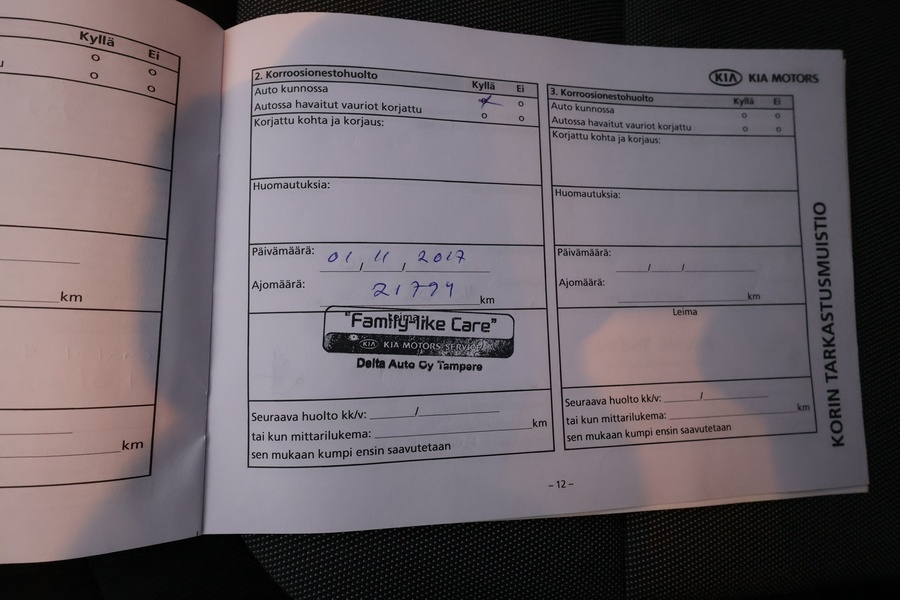 Kyllä Ei
km
km
2. Korroosionestohuolto
Kyllä Ei
Auto kunnossa
Autossa havaitut vauriot korjattu
Korjattu kohta ja korjaus:
Huomautuksia:
Päivämäärä: 01 / 11 / 2017
Ajomäärä: 21794 km
Leima
"Family-like Care"
KIA KIA MOTORS SERVICE
Delta Auto Oy Tampere
Seuraava huolto kk/v: /
tai kun mittarilukema: km
sen mukaan kumpi ensin saavutetaan
KIA KIA MOTORS
3. Korroosionestohuolto
Kyllä Ei
Auto kunnossa
Autossa havaitut vauriot korjattu
Korjattu kohta ja korjaus:
Huomautuksia:
Päivämäärä: / /
Ajomäärä: km
Leima
Seuraava huolto kk/v: /
tai kun mittarilukema: km
sen mukaan kumpi ensin saavutetaan
KORIN TARKASTUSMUISTIO
– 12 –